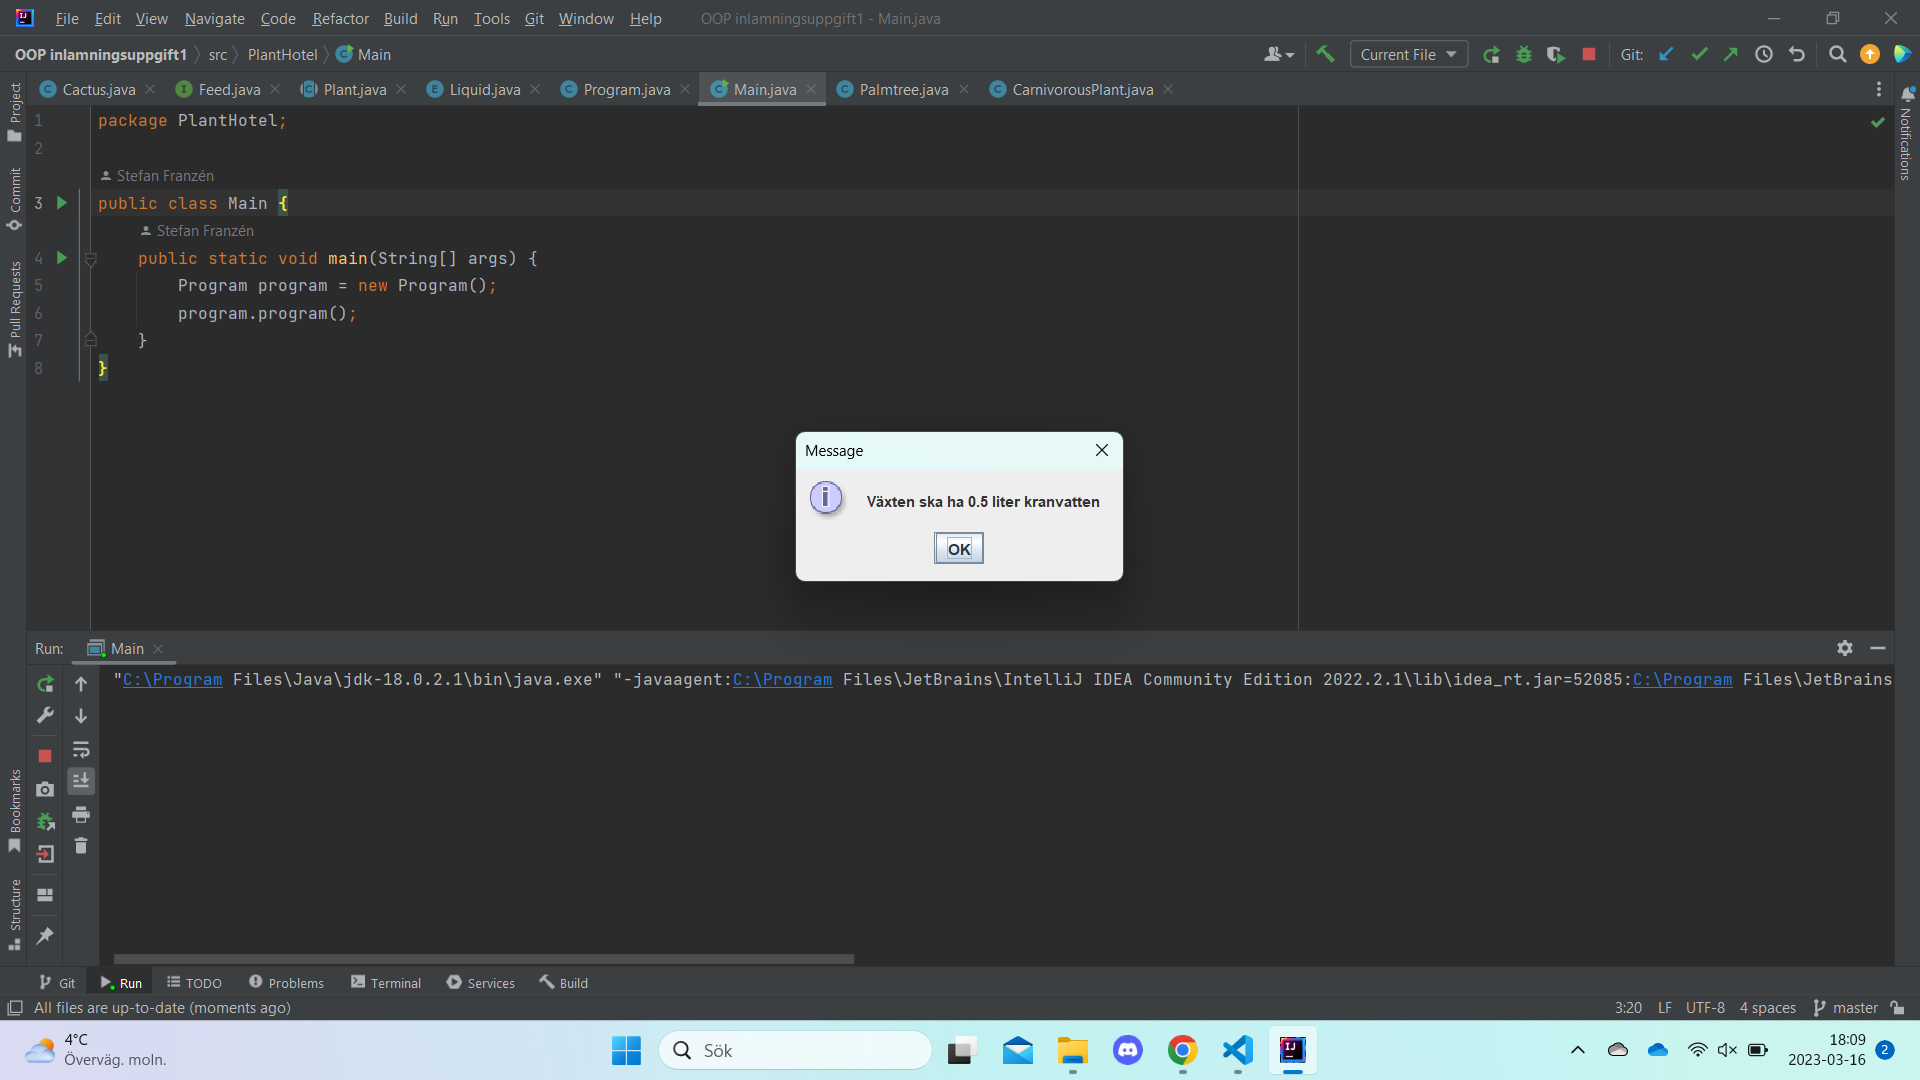 File Edit View Navigate Code Refactor Build Run Tools Git Window Help OOP inlamningsuppgift1 - Main.java
OOP inlamningsuppgift1 src PlantHotel Main Current File Git:
Cactus.java Feed.java Plant.java Liquid.java Program.java Main.java Palmtree.java CarnivorousPlant.java
Project
Commit
Pull Requests
Bookmarks
Structure
Notifications
1 package PlantHotel;
2
Stefan Franzén
3 public class Main {
Stefan Franzén
4 public static void main(String[] args) {
5 Program program = new Program();
6 program.program();
7 }
8 }
Message
Växten ska ha 0.5 liter kranvatten
OK
Run: Main
"C:\Program Files\Java\jdk-18.0.2.1\bin\java.exe" "-javaagent:C:\Program Files\JetBrains\IntelliJ IDEA Community Edition 2022.2.1\lib\idea_rt.jar=52085:C:\Program Files\JetBrains
Git Run TODO Problems Terminal Services Build
All files are up-to-date (moments ago) 3:20 LF UTF-8 4 spaces master
4°C
Överväg. moln.
Sök
18:09
2023-03-16
2